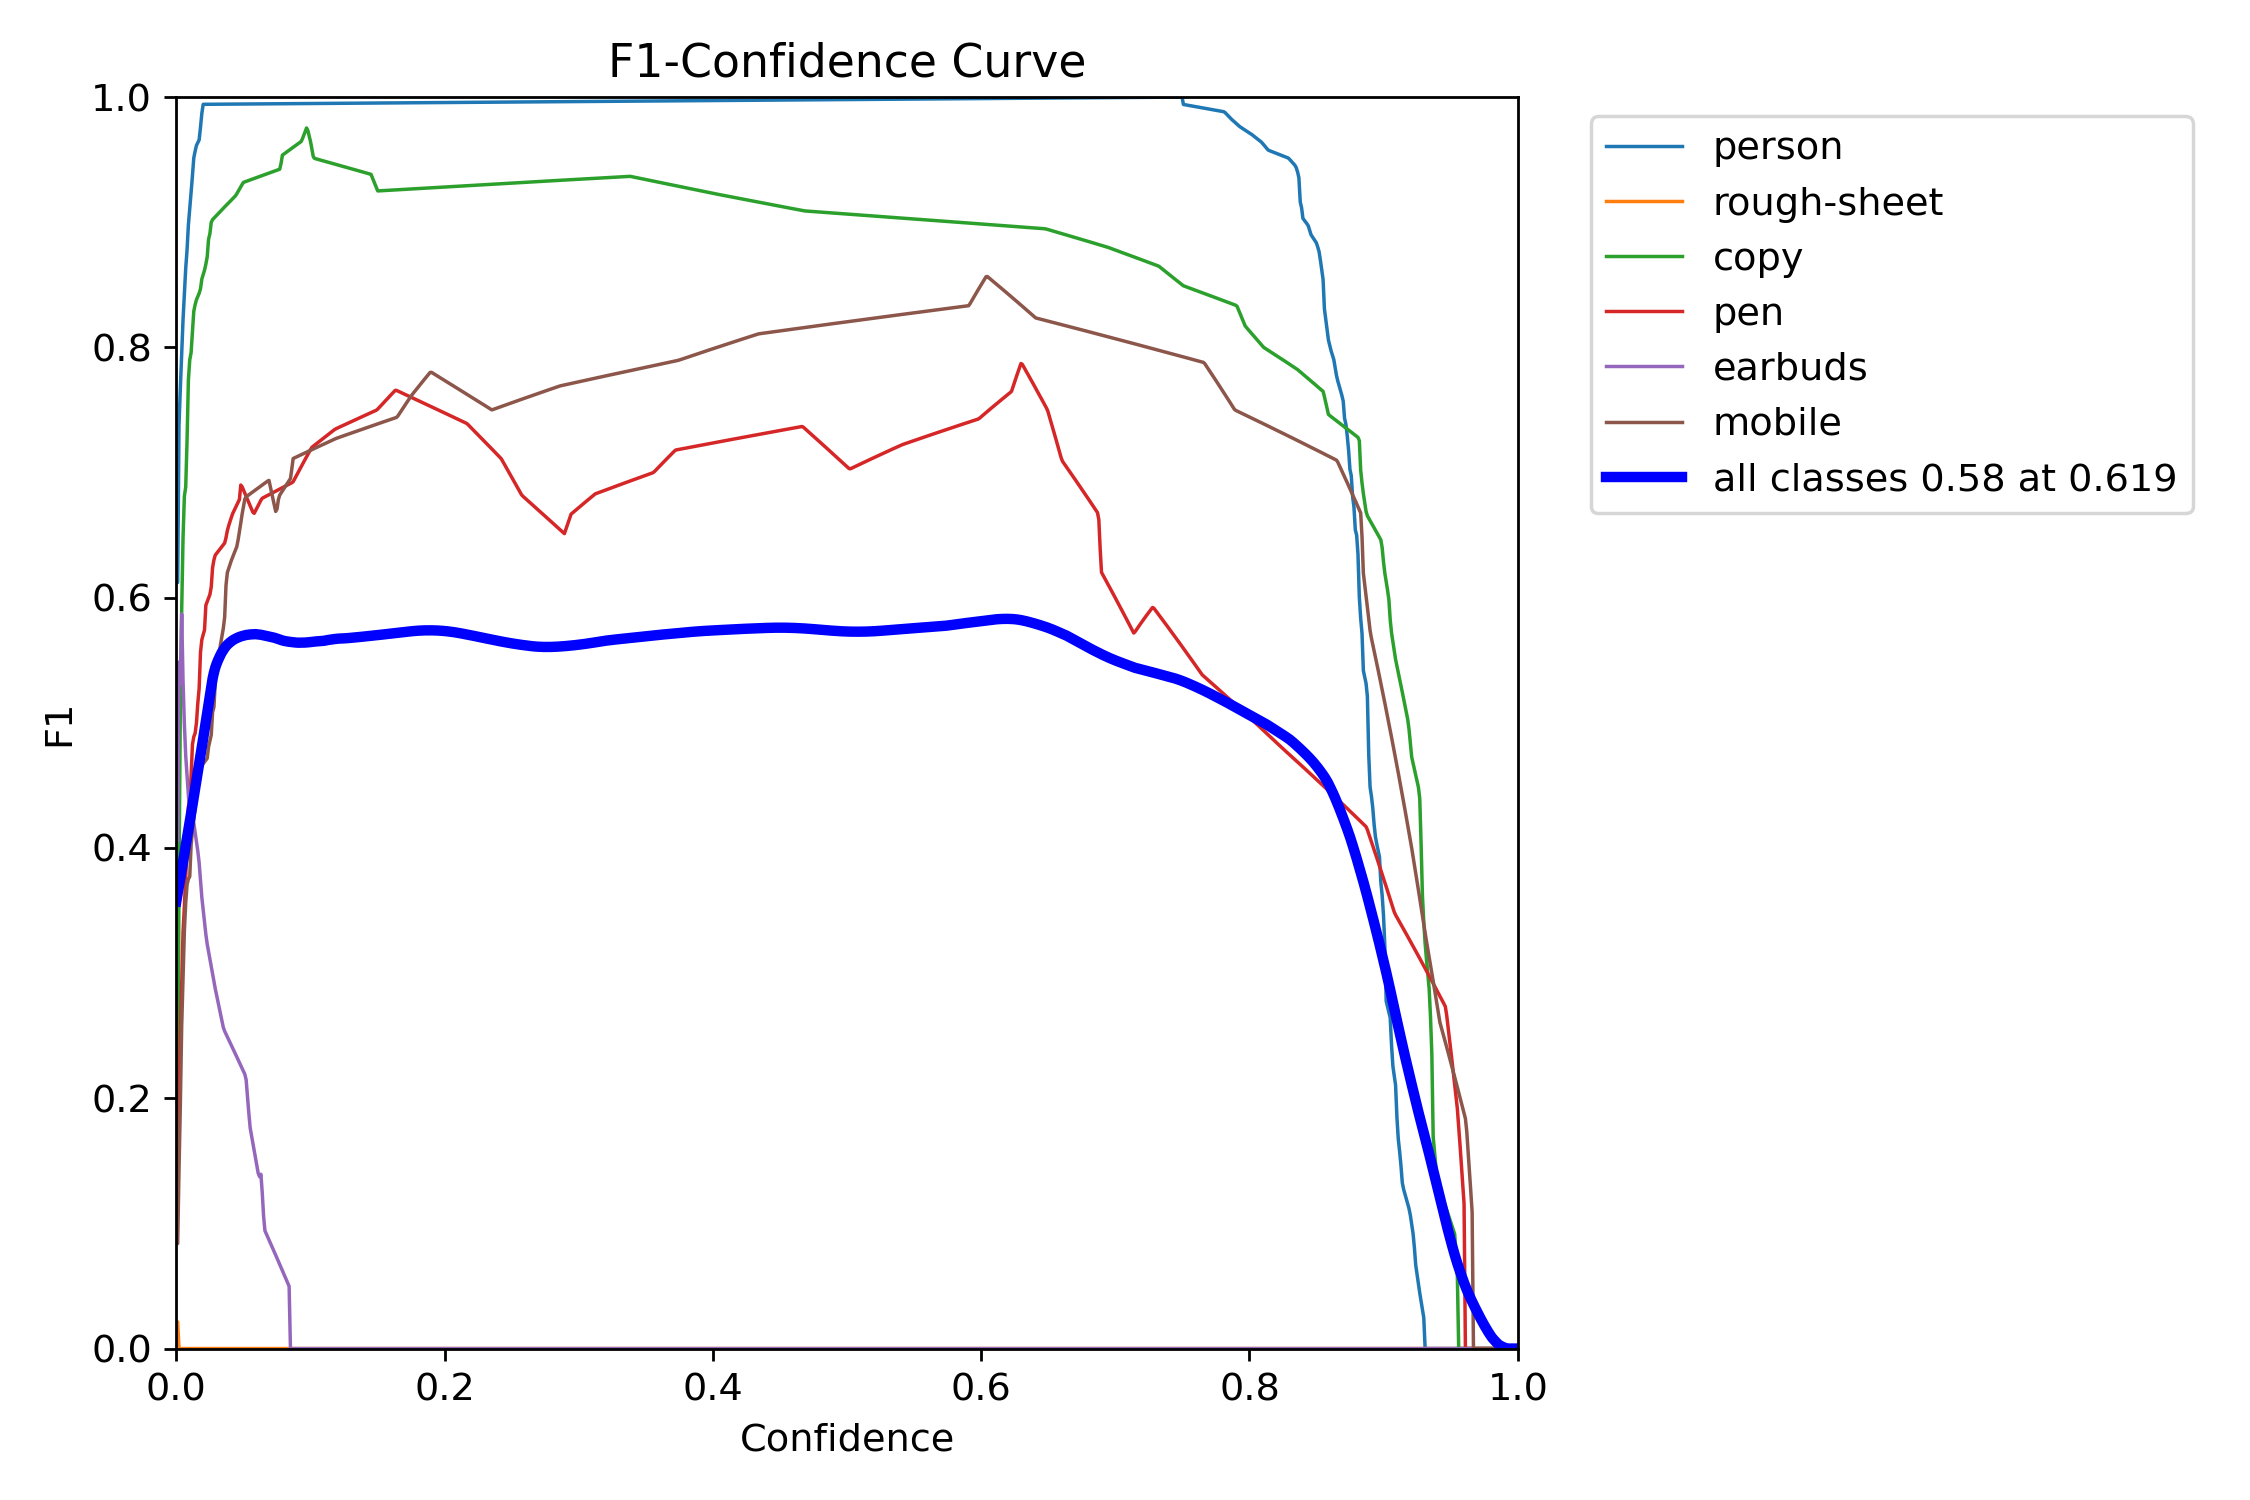 F1-Confidence Curve
1.0
0.8
0.6
0.4
0.2
0.0
F1
0.0 0.2 0.4 0.6 0.8 1.0
Confidence
person
rough-sheet
copy
pen
earbuds
mobile
all classes 0.58 at 0.619